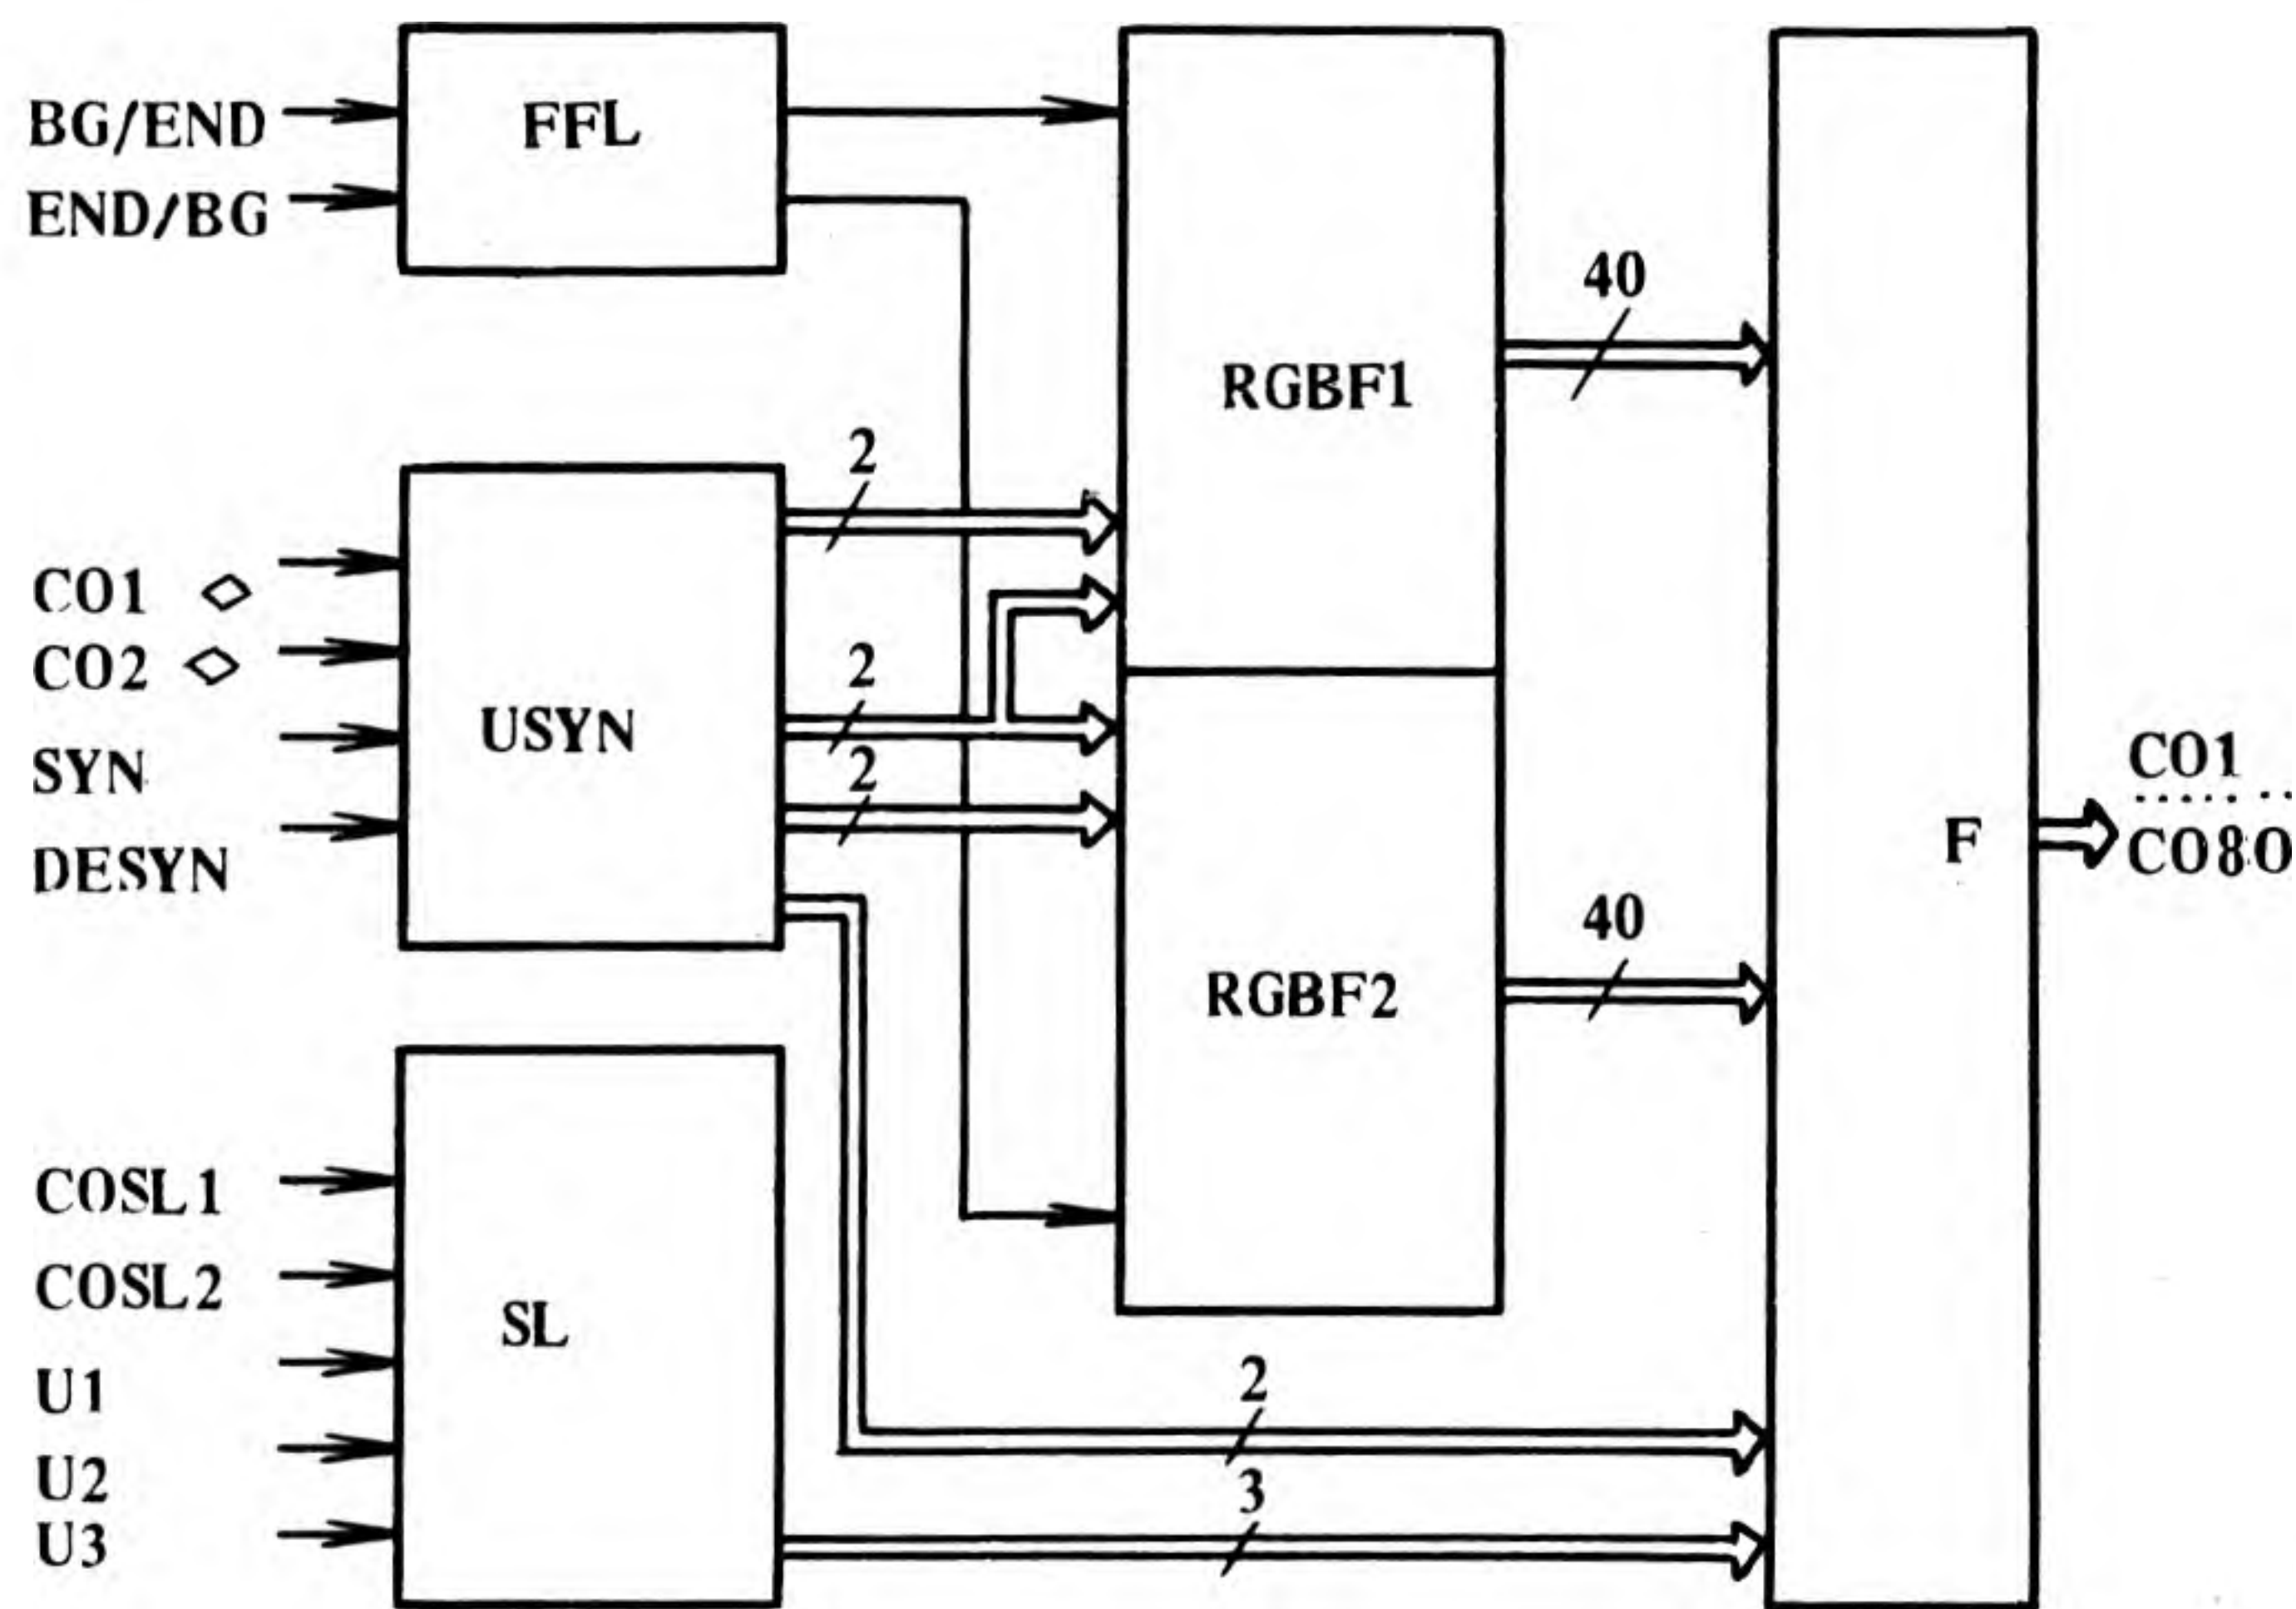 BG/END
END/BG
FFL
RGBF1
40
2
CO1 ◇
CO2 ◇
SYN
DESYN
USYN
2
2
RGBF2
40
F
CO1
CO80
COSL1
COSL2
U1
U2
U3
SL
2
3